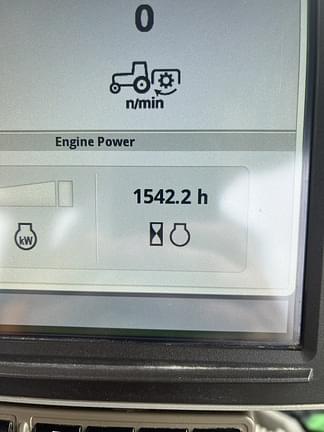 0
n/min
Engine Power
1542.2 h
kW